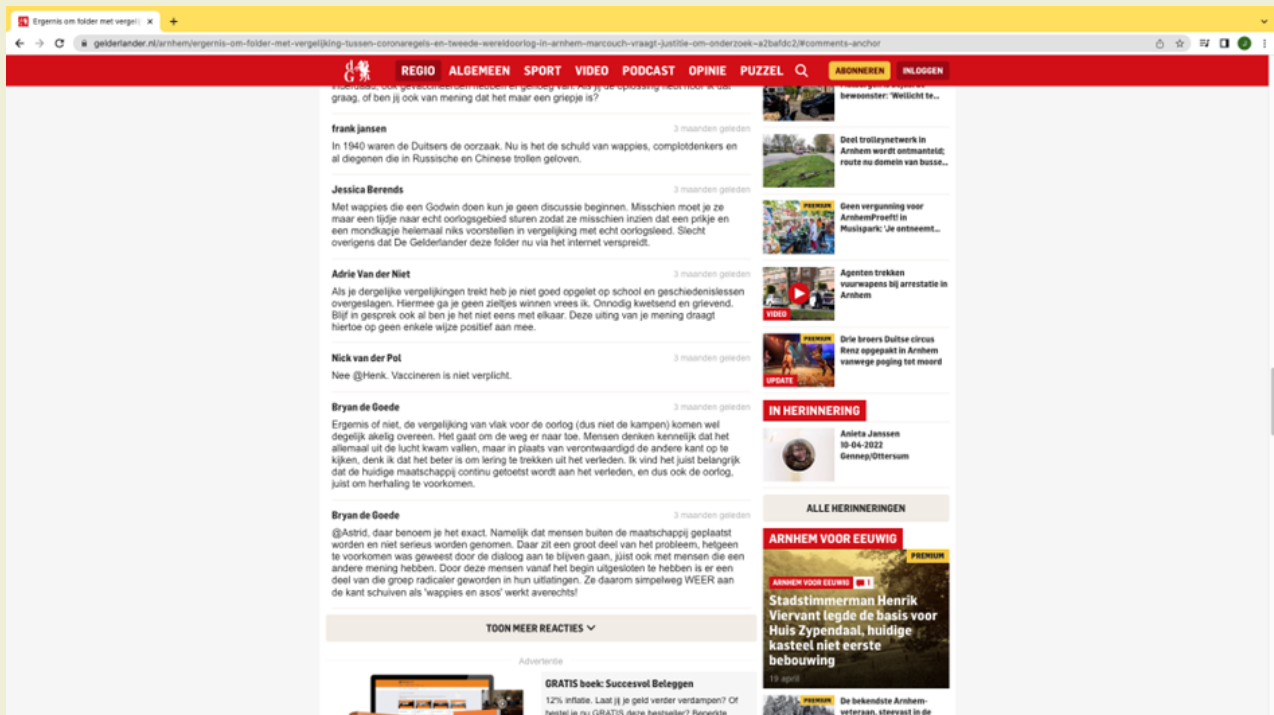 Ergernis om folder met vergelij
gelderlander.nl/arnhem/ergernis-om-folder-met-vergelijking-tussen-coronaregels-en-tweede-wereldoorlog-in-arnhem-marcouch-vraagt-justitie-om-onderzoek~a2bafdc2/#comments-anchor
dG
REGIO ALGEMEEN SPORT VIDEO PODCAST OPINIE PUZZEL ABONNEREN INLOGGEN
graag, of ben jij ook van mening dat het maar een griepje is?
frank jansen 3 maanden geleden
In 1940 waren de Duitsers de oorzaak. Nu is het de schuld van wappies, complotdenkers en
al diegenen die in Russische en Chinese trollen geloven.
Jessica Berends 3 maanden geleden
Met wappies die een Godwin doen kun je geen discussie beginnen. Misschien moet je ze
maar een tijdje naar echt oorlogsgebied sturen zodat ze misschien inzien dat een prikje en
een mondkapje helemaal niks voorstellen in vergelijking met echt oorlogsleed. Slecht
overigens dat De Gelderlander deze folder nu via het internet verspreidt.
Adrie Van der Niet 3 maanden geleden
Als je dergelijke vergelijkingen trekt heb je niet goed opgelet op school en geschiedenislessen
overgeslagen. Hiermee ga je geen zieltjes winnen vrees ik. Onnodig kwetsend en grievend.
Blijf in gesprek ook al ben je het niet eens met elkaar. Deze uiting van je mening draagt
hiertoe op geen enkele wijze positief aan mee.
Nick van der Pol 3 maanden geleden
Nee @Henk. Vaccineren is niet verplicht.
Bryan de Goede 3 maanden geleden
Ergernis of niet, de vergelijking van vlak voor de oorlog (dus niet de kampen) komen wel
degelijk akelig overeen. Het gaat om de weg er naar toe. Mensen denken kennelijk dat het
allemaal uit de lucht kwam vallen, maar in plaats van verontwaardigd de andere kant op te
kijken, denk ik dat het beter is om lering te trekken uit het verleden. Ik vind het juist belangrijk
dat de huidige maatschappij continu getoetst wordt aan het verleden, en dus ook de oorlog,
juist om herhaling te voorkomen.
Bryan de Goede 3 maanden geleden
@Astrid, daar benoem je het exact. Namelijk dat mensen buiten de maatschappij geplaatst
worden en niet serieus worden genomen. Daar zit een groot deel van het probleem, hetgeen
te voorkomen was geweest door de dialoog aan te blijven gaan, júist ook met mensen die een
andere mening hebben. Door deze mensen vanaf het begin uitgesloten te hebben is er een
deel van die groep radicaler geworden in hun uitlatingen. Ze daarom simpelweg WEER aan
de kant schuiven als 'wappies en asos' werkt averechts!
TOON MEER REACTIES
Advertentie
GRATIS boek: Succesvol Beleggen
12% inflatie. Laat jij je geld verder verdampen? Of
bestel je nu GRATIS deze bestseller? Beperkte
bewoonster: 'Wellicht te...
Deel trolleynetwerk in
Arnhem wordt ontmanteld;
route nu domein van busse...
PREMIUM
Geen vergunning voor
ArnhemProeft! in
Musispark: 'Je ontneemt...
VIDEO
Agenten trekken
vuurwapens bij arrestatie in
Arnhem
PREMIUM
UPDATE
Drie broers Duitse circus
Renz opgepakt in Arnhem
vanwege poging tot moord
IN HERINNERING
Anieta Janssen
10-04-2022
Gennep/Ottersum
ALLE HERINNERINGEN
ARNHEM VOOR EEUWIG
PREMIUM
ARNHEM VOOR EEUWIG 1
Stadstimmerman Henrik
Viervant legde de basis voor
Huis Zypendaal, huidige
kasteel niet eerste
bebouwing
19 april
PREMIUM
De bekendste Arnhem-
veteraan, steevast in de